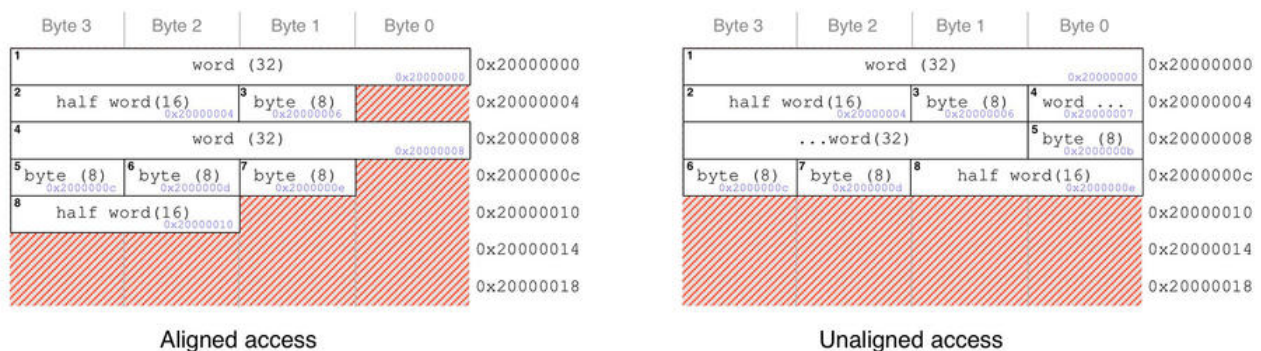 Byte 3 Byte 2 Byte 1 Byte 0
1 word (32) 0x20000000 0x20000000
2 half word(16) 0x20000004 3 byte (8) 0x20000006 0x20000004
4 word (32) 0x20000008 0x20000008
5 byte (8) 0x2000000c 6 byte (8) 0x2000000d 7 byte (8) 0x2000000e 0x2000000c
8 half word(16) 0x20000010 0x20000010
0x20000014
0x20000018
Aligned access
Byte 3 Byte 2 Byte 1 Byte 0
1 word (32) 0x20000000 0x20000000
2 half word(16) 0x20000004 3 byte (8) 0x20000006 4 word ... 0x20000007 0x20000004
...word(32) 5 byte (8) 0x2000000b 0x20000008
6 byte (8) 0x2000000c 7 byte (8) 0x2000000d 8 half word(16) 0x2000000e 0x2000000c
0x20000010
0x20000014
0x20000018
Unaligned access